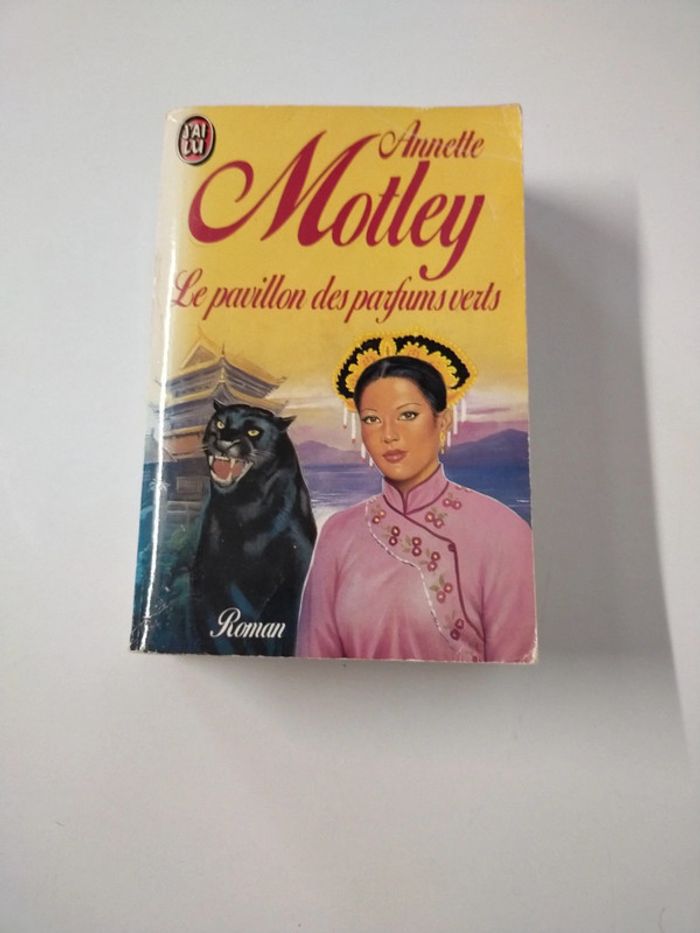 J'AI
LU
Annette
Motley
Le pavillon des parfums verts
Roman